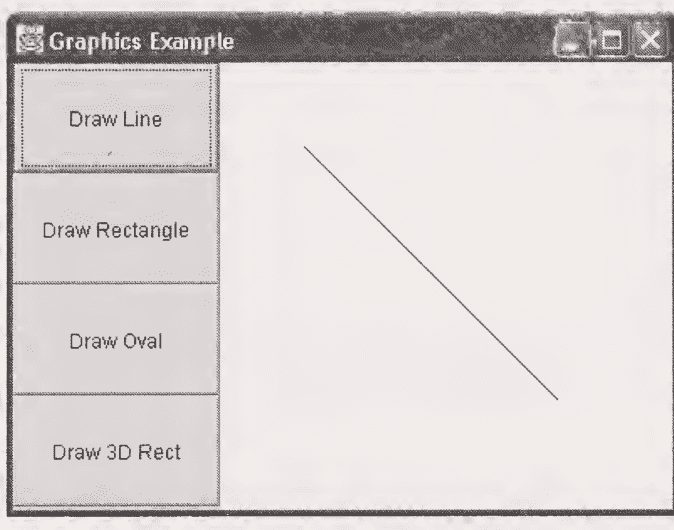 Graphics Example
Draw Line
Draw Rectangle
Draw Oval
Draw 3D Rect